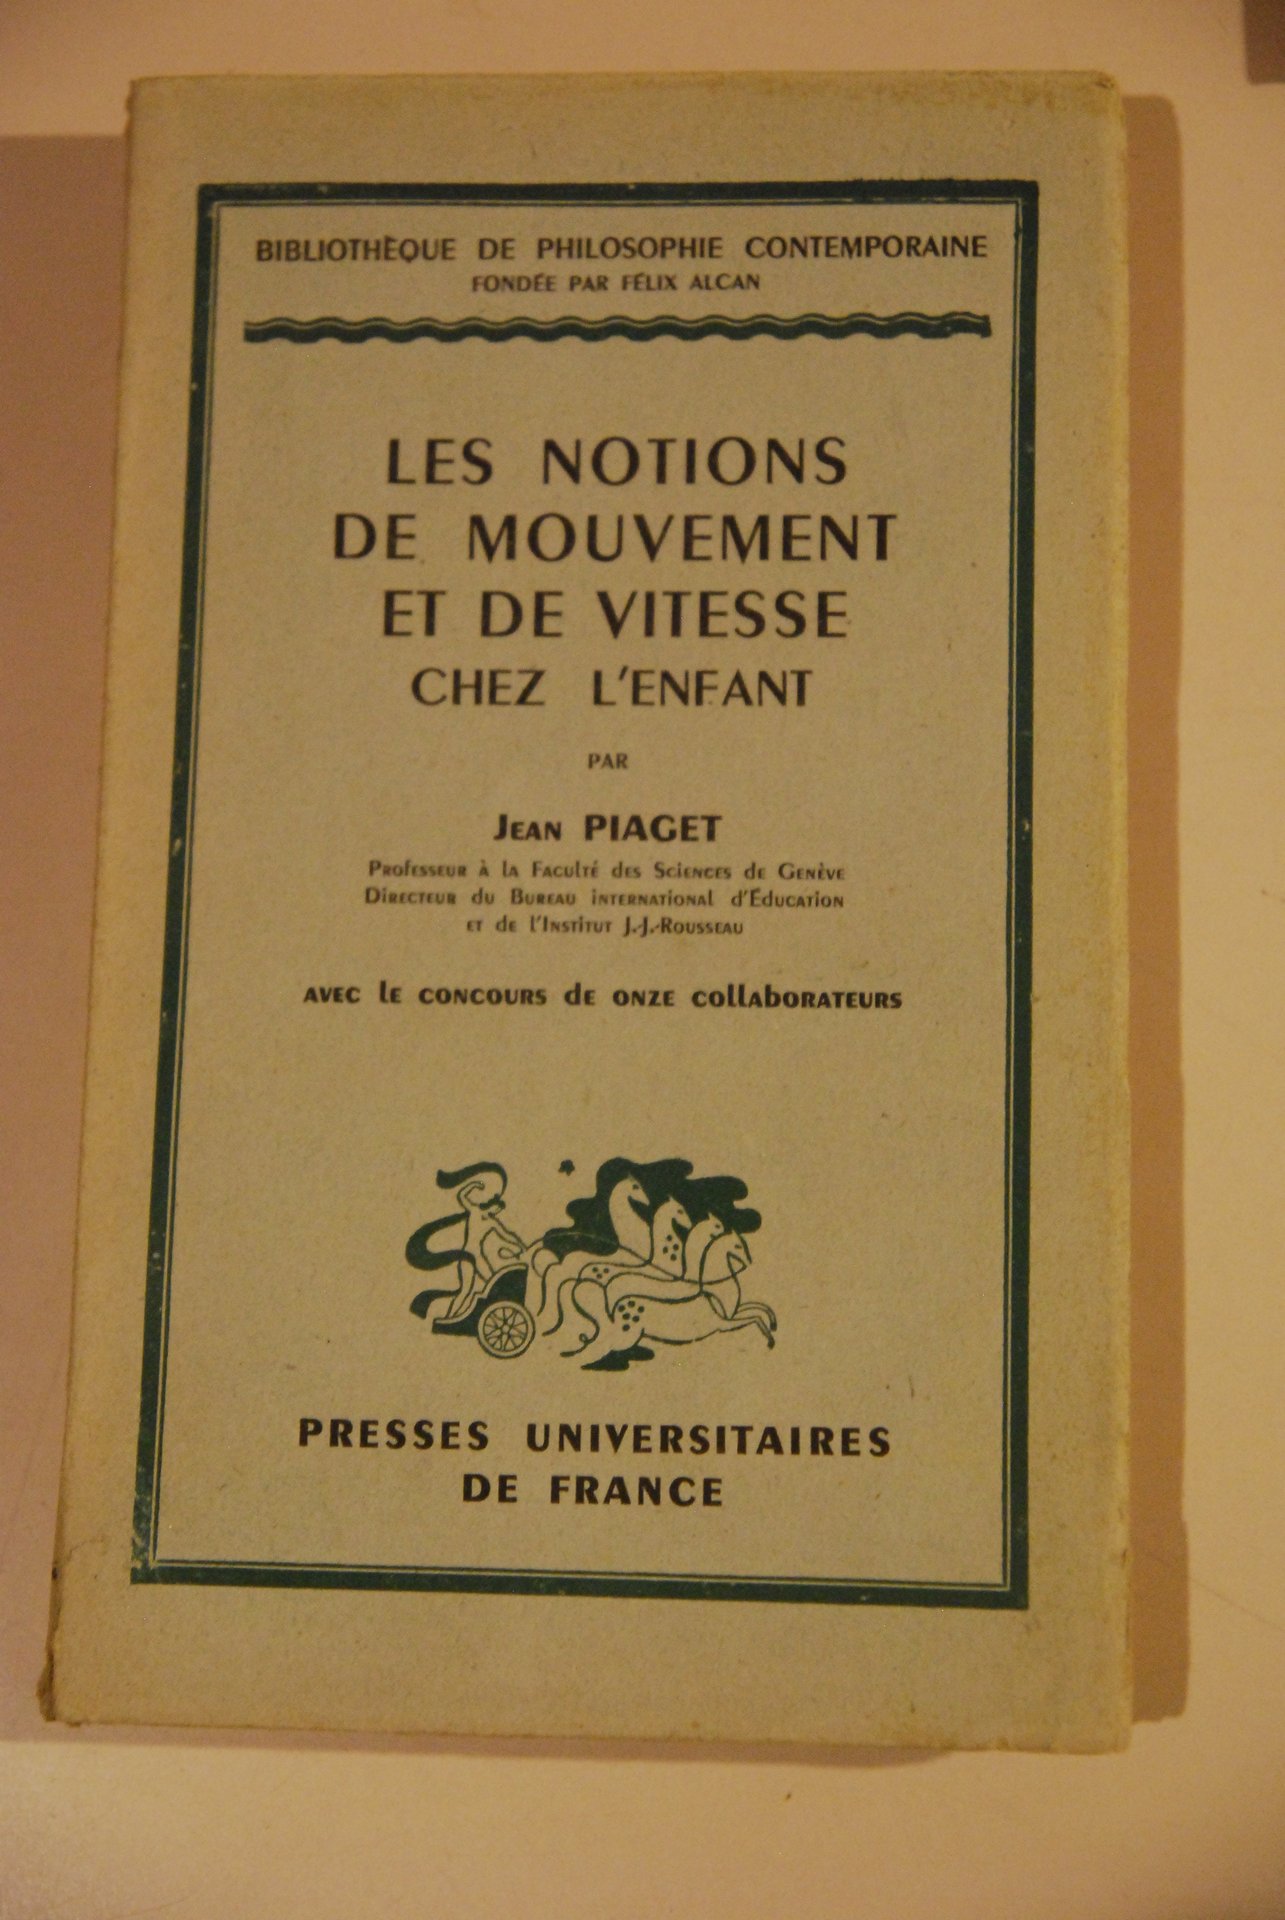 BIBLIOTHÈQUE DE PHILOSOPHIE CONTEMPORAINE
FONDÉE PAR FÉLIX ALCAN
LES NOTIONS
DE MOUVEMENT
ET DE VITESSE
CHEZ L'ENFANT
PAR
JEAN PIAGET
PROFESSEUR À LA FACULTÉ DES SCIENCES DE GENÈVE
DIRECTEUR DU BUREAU INTERNATIONAL D'ÉDUCATION
ET DE L'INSTITUT J.-J.-ROUSSEAU
AVEC LE CONCOURS DE ONZE COLLABORATEURS
PRESSES UNIVERSITAIRES
DE FRANCE